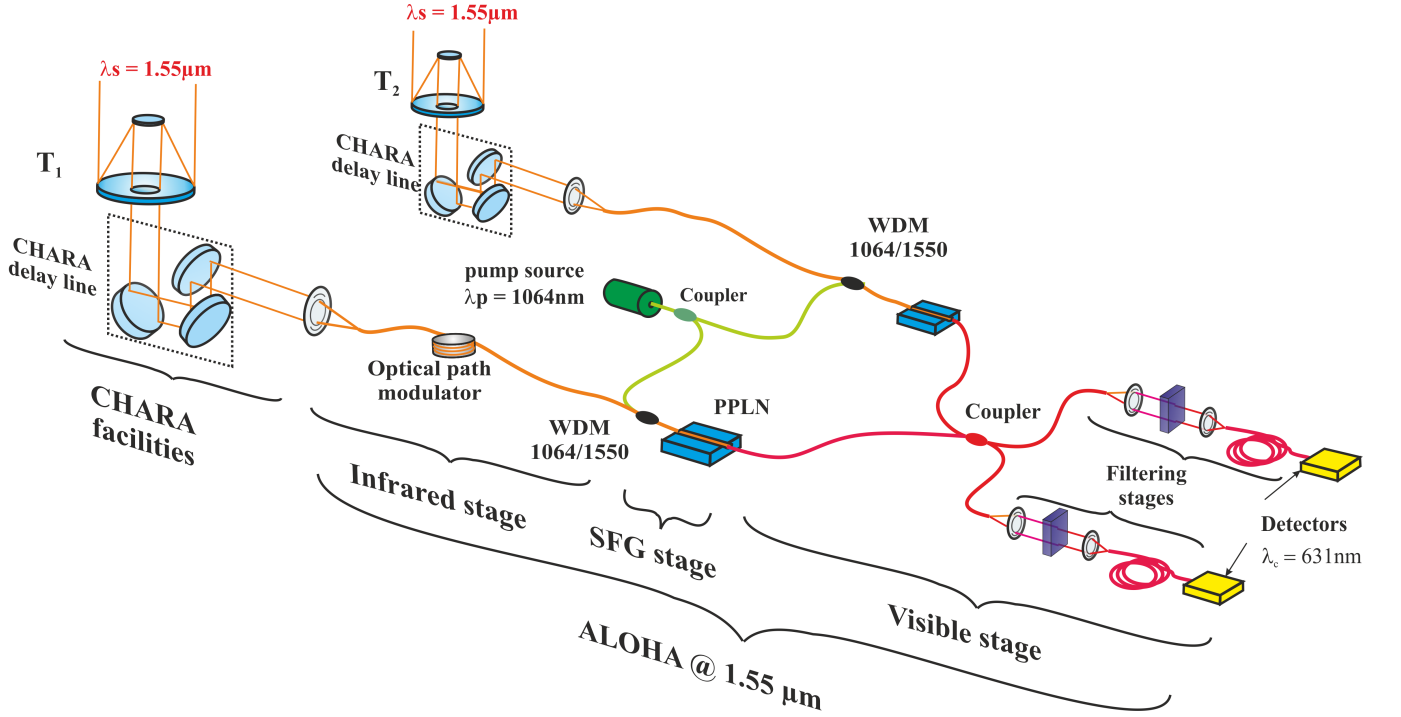 λs = 1.55μm
T2
CHARA
delay line
λs = 1.55μm
T1
CHARA
delay line
WDM
1064/1550
pump source
λp = 1064nm
Coupler
Optical path
modulator
WDM
1064/1550
PPLN
Coupler
Filtering
stages
Detectors
λc = 631nm
CHARA
facilities
Infrared stage
SFG stage
Visible stage
ALOHA @ 1.55 μm